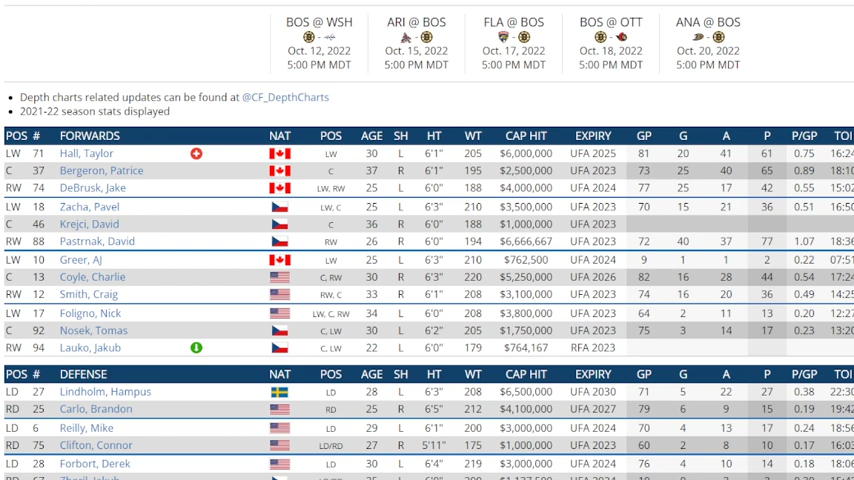 BOS @ WSH ARI @ BOS FLA @ BOS BOS @ OTT ANA @ BOS
Oct. 12, 2022 Oct. 15, 2022 Oct. 17, 2022 Oct. 18, 2022 Oct. 20, 2022
5:00 PM MDT 5:00 PM MDT 5:00 PM MDT 5:00 PM MDT 5:00 PM MDT
• Depth charts related updates can be found at @CF_DepthCharts
• 2021-22 season stats displayed
POS # FORWARDS NAT POS AGE SH HT WT CAP HIT EXPIRY GP G A P P/GP TOI
LW 71 Hall, Taylor LW 30 L 6'1" 205 $6,000,000 UFA 2025 81 20 41 61 0.75 16:24
C 37 Bergeron, Patrice C 37 R 6'1" 195 $2,500,000 UFA 2023 73 25 40 65 0.89 18:10
RW 74 DeBrusk, Jake LW, RW 25 L 6'0" 188 $4,000,000 UFA 2024 77 25 17 42 0.55 15:02
LW 18 Zacha, Pavel LW, C 25 L 6'3" 210 $3,500,000 UFA 2023 70 15 21 36 0.51 16:50
C 46 Krejci, David C 36 R 6'0" 188 $1,000,000 UFA 2023
RW 88 Pastrnak, David RW 26 R 6'0" 194 $6,666,667 UFA 2023 72 40 37 77 1.07 18:36
LW 10 Greer, AJ LW 25 L 6'3" 210 $762,500 UFA 2024 9 1 1 2 0.22 07:51
C 13 Coyle, Charlie C, RW 30 R 6'3" 220 $5,250,000 UFA 2026 82 16 28 44 0.54 17:24
RW 12 Smith, Craig RW, C 33 R 6'1" 208 $3,100,000 UFA 2023 74 16 20 36 0.49 14:25
LW 17 Foligno, Nick LW, C, RW 34 L 6'0" 208 $3,800,000 UFA 2023 64 2 11 13 0.20 12:27
C 92 Nosek, Tomas C, LW 30 L 6'2" 205 $1,750,000 UFA 2023 75 3 14 17 0.23 13:20
RW 94 Lauko, Jakub C, LW 22 L 6'0" 179 $764,167 RFA 2023
POS # DEFENSE NAT POS AGE SH HT WT CAP HIT EXPIRY GP G A P P/GP TOI
LD 27 Lindholm, Hampus LD 28 L 6'3" 208 $6,500,000 UFA 2030 71 5 22 27 0.38 22:30
RD 25 Carlo, Brandon RD 25 R 6'5" 212 $4,100,000 UFA 2027 79 6 9 15 0.19 19:42
LD 6 Reilly, Mike LD 29 L 6'1" 200 $3,000,000 UFA 2024 70 4 13 17 0.24 18:56
RD 75 Clifton, Connor LD/RD 27 R 5'11" 175 $1,000,000 UFA 2023 60 2 8 10 0.17 16:03
LD 28 Forbort, Derek LD 30 L 6'4" 219 $3,000,000 UFA 2024 76 4 10 14 0.18 18:06